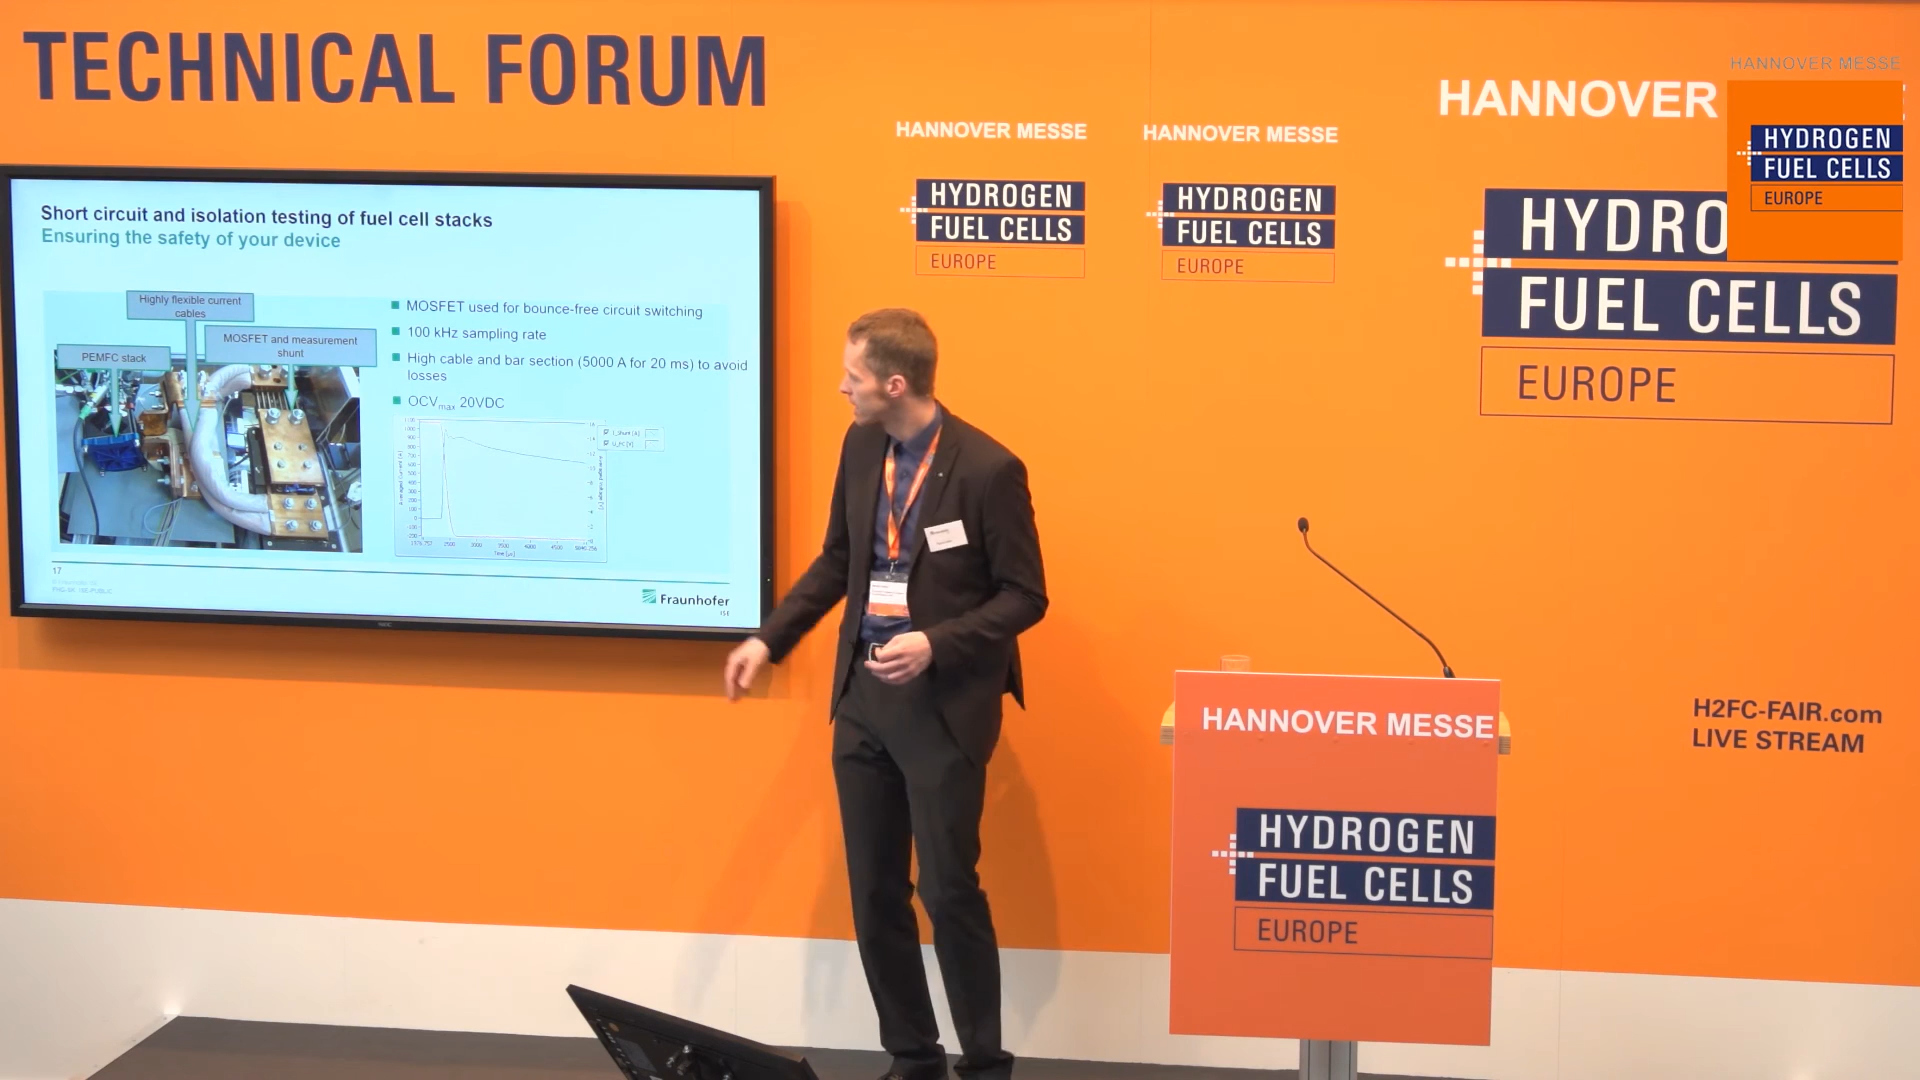 TECHNICAL FORUM
HANNOVER MESSE
HYDROGEN
FUEL CELLS
EUROPE
HANNOVER MESSE
HYDROGEN
FUEL CELLS
EUROPE
HANNOVER
HYDRO
FUEL CELLS
EUROPE
HANNOVER MESSE
HYDROGEN
FUEL CELLS
EUROPE
Short circuit and isolation testing of fuel cell stacks
Ensuring the safety of your device
Highly flexible current
cables
MOSFET and measurement
shunt
PEMFC stack
MOSFET used for bounce-free circuit switching
100 kHz sampling rate
High cable and bar section (5000 A for 20 ms) to avoid
losses
OCVmax 20VDC
17
Fraunhofer
ISE
NEC
H2FC-FAIR.com
LIVE STREAM
HANNOVER MESSE
HYDROGEN
FUEL CELLS
EUROPE